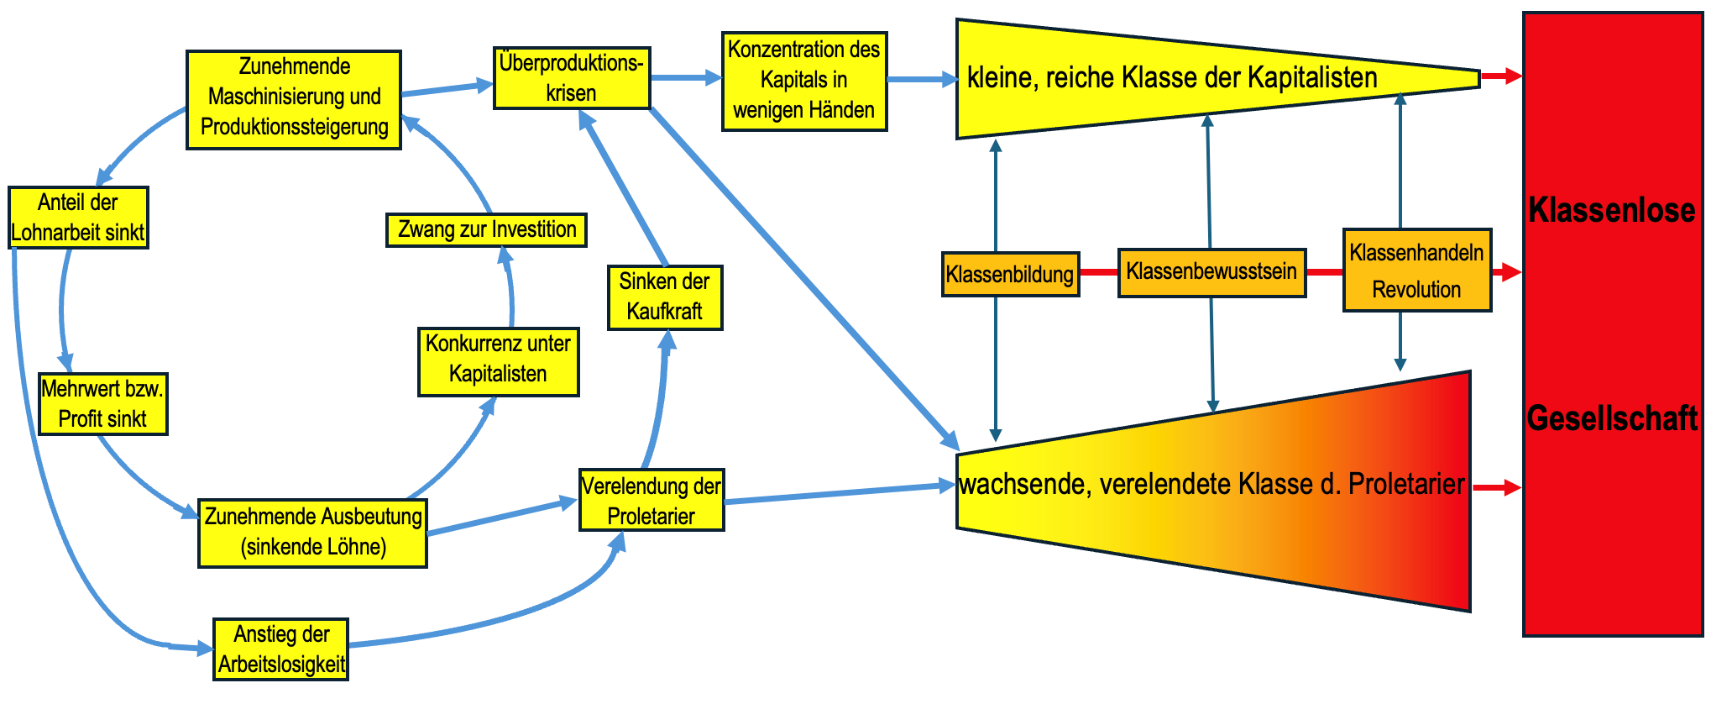 Zunehmende
Maschinisierung und
Produktionssteigerung
Überproduktions-
krisen
Konzentration des
Kapitals in
wenigen Händen
kleine, reiche Klasse der Kapitalisten
Anteil der
Lohnarbeit sinkt
Zwang zur Investition
Sinken der
Kaufkraft
Klassenbildung
Klassenbewusstsein
Klassenhandeln
Revolution
Klassenlose
Gesellschaft
Konkurrenz unter
Kapitalisten
Mehrwert bzw.
Profit sinkt
Zunehmende Ausbeutung
(sinkende Löhne)
Verelendung der
Proletarier
wachsende, verelendete Klasse d. Proletarier
Anstieg der
Arbeitslosigkeit